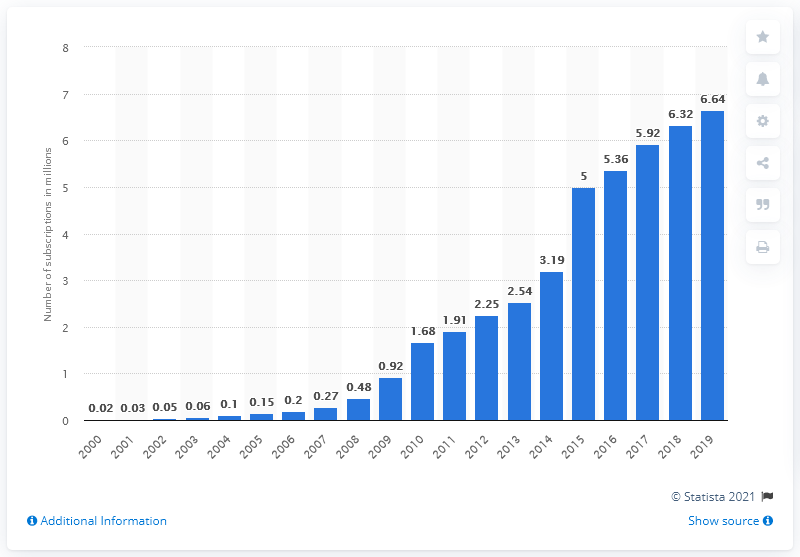 8
7
6
5
4
3
2
1
0
Number of subscriptions in millions
0.02 0.03 0.05 0.06 0.1 0.15 0.2 0.27 0.48 0.92 1.68 1.91 2.25 2.54 3.19 5 5.36 5.92 6.32 6.64
2000 2001 2002 2003 2004 2005 2006 2007 2008 2009 2010 2011 2012 2013 2014 2015 2016 2017 2018 2019
© Statista 2021
Additional Information Show source